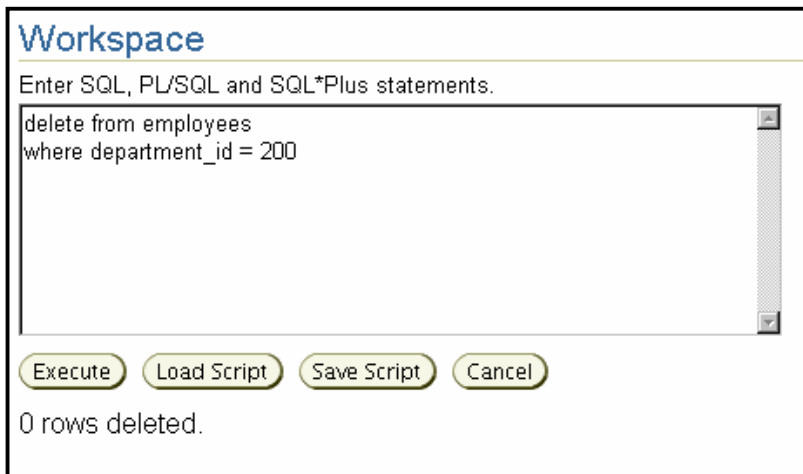 Workspace
Enter SQL, PL/SQL and SQL*Plus statements.
delete from employees
where department_id = 200
Execute Load Script Save Script Cancel
0 rows deleted.